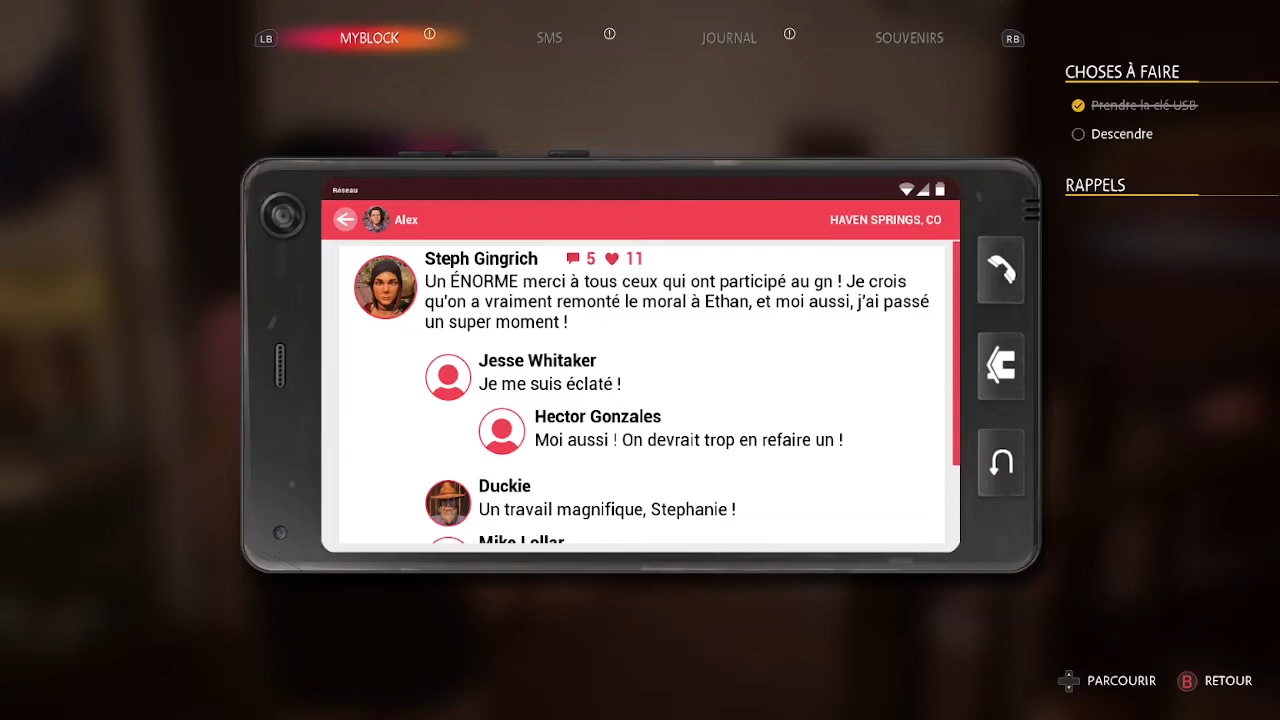 LB MYBLOCK SMS JOURNAL SOUVENIRS RB
CHOSES À FAIRE
Prendre la clé USB
Descendre
RAPPELS
Réseau
Alex HAVEN SPRINGS, CO
Steph Gingrich 5 11
Un ÉNORME merci à tous ceux qui ont participé au gn ! Je crois
qu'on a vraiment remonté le moral à Ethan, et moi aussi, j'ai passé
un super moment !
Jesse Whitaker
Je me suis éclaté !
Hector Gonzales
Moi aussi ! On devrait trop en refaire un !
Duckie
Un travail magnifique, Stephanie !
Mike Lollar
PARCOURIR B RETOUR